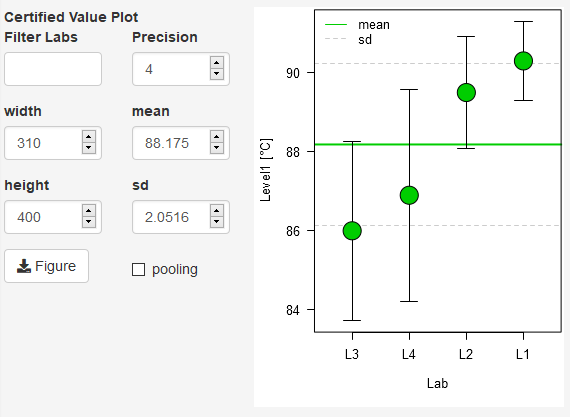 Certified Value Plot
Filter Labs
Precision
4
width
mean
310
88.175
height
sd
400
2.0516
Figure
pooling
mean
sd
90
88
86
84
Level1 [°C]
L3 L4 L2 L1
Lab